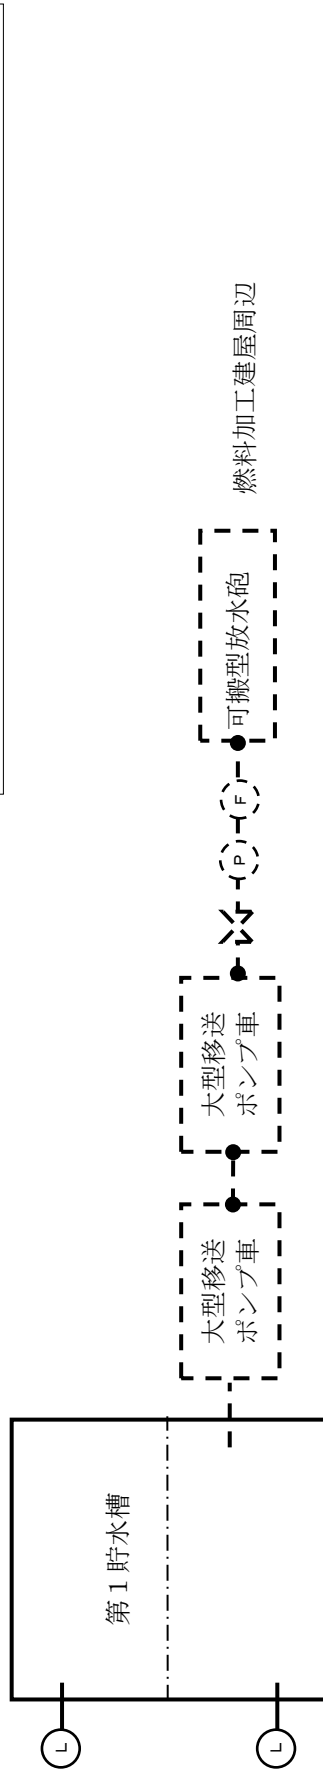 L
L
第1貯水槽
大型移送
ポンプ車
大型移送
ポンプ車
P
F
可搬型放水砲
燃料加工建屋周辺